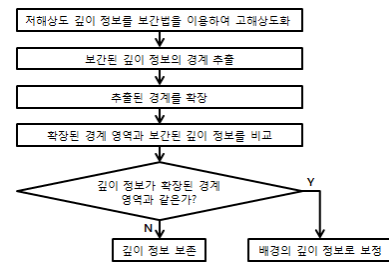 저해상도 깊이 정보를 보간법을 이용하여 고해상도화
보간된 깊이 정보의 경계 추출
추출된 경계를 확장
확장된 경계 영역과 보간된 깊이 정보를 비교
깊이 정보가 확장된 경계
영역과 같은가?
Y
N
깊이 정보 보존
배경의 깊이 정보로 보정